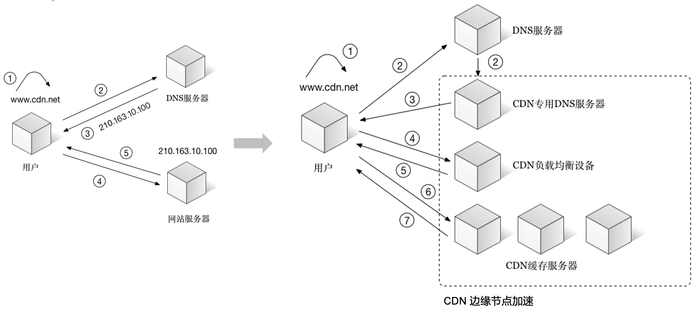 ①
www.cdn.net
②
DNS服务器
③
210.163.10.100
用户
⑤
④
210.163.10.100
网站服务器
①
www.cdn.net
②
DNS服务器
②
③
CDN专用DNS服务器
用户
④
⑤
CDN负载均衡设备
⑥
⑦
CDN缓存服务器
CDN 边缘节点加速